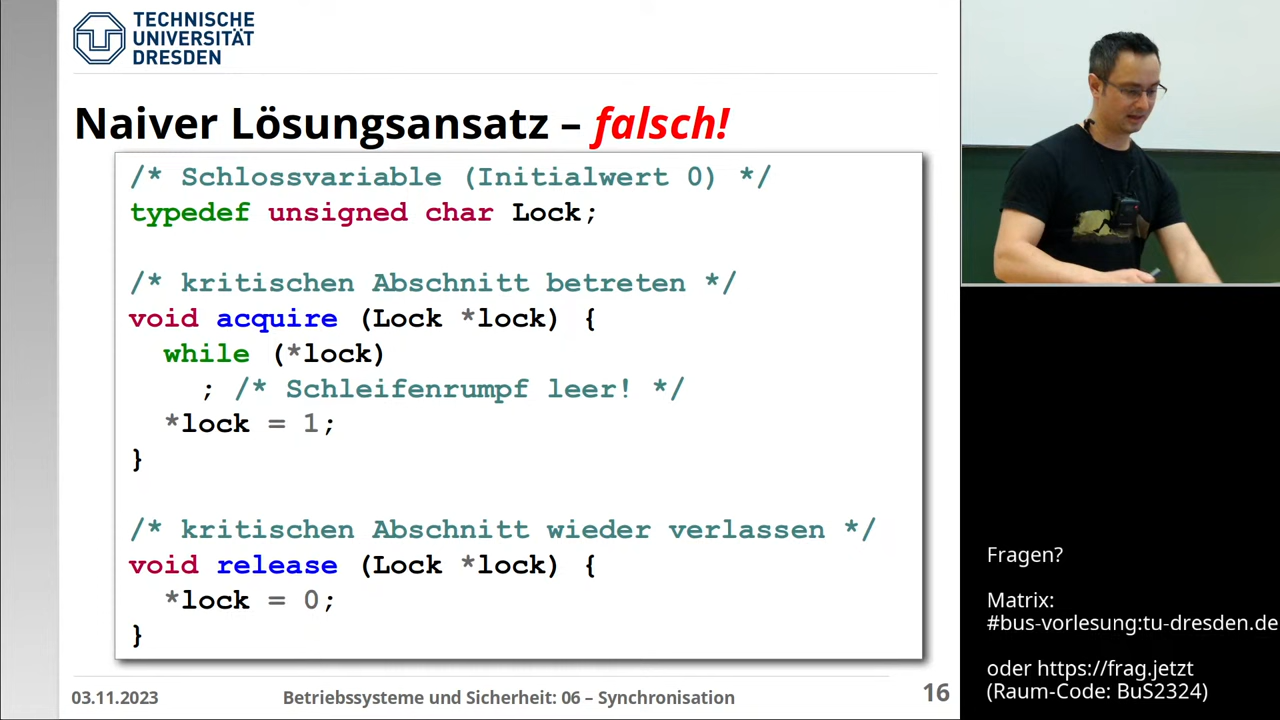 TECHNISCHE
UNIVERSITÄT
DRESDEN
Naiver Lösungsansatz – falsch!
/* Schlossvariable (Initialwert 0) */
typedef unsigned char Lock;
/* kritischen Abschnitt betreten */
void acquire (Lock *lock) {
while (*lock)
; /* Schleifenrumpf leer! */
*lock = 1;
}
/* kritischen Abschnitt wieder verlassen */
void release (Lock *lock) {
*lock = 0;
}
03.11.2023
Betriebssysteme und Sicherheit: 06 – Synchronisation
16
Fragen?
Matrix:
#bus-vorlesung:tu-dresden.de
oder https://frag.jetzt
(Raum-Code: BuS2324)